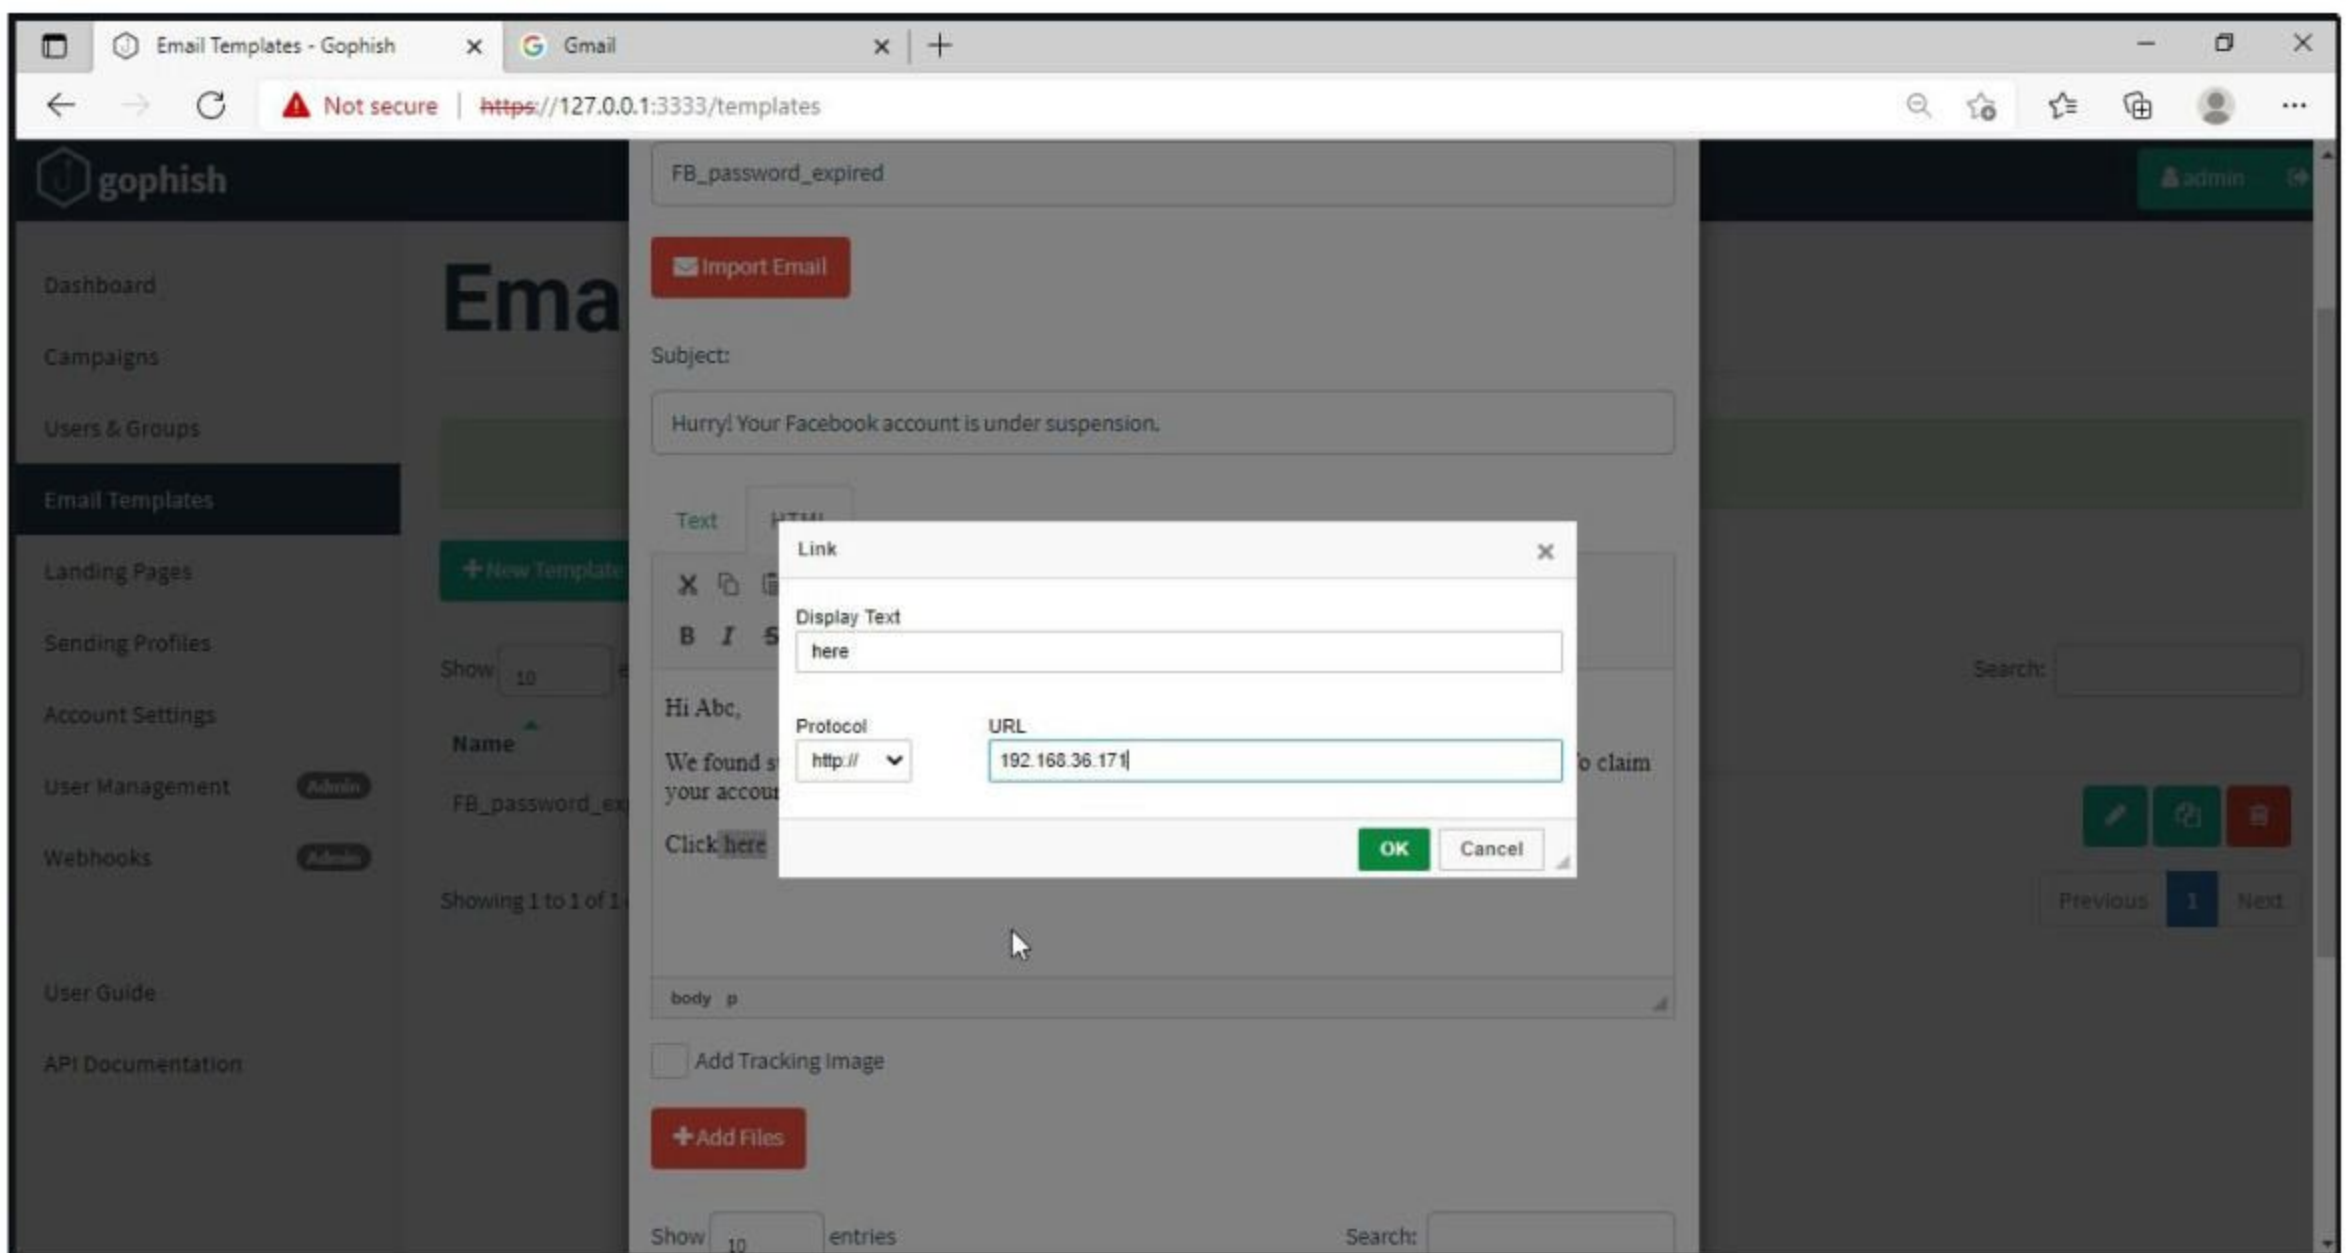 Email Templates - Gophish
Gmail
Not secure | https://127.0.0.1:3333/templates
gophish
FB_password_expired
admin
Import Email
Dashboard
Ema
Campaigns
Subject:
Users & Groups
Hurry! Your Facebook account is under suspension.
Email Templates
Text
HTML
Link
Landing Pages
+New Template
Display Text
B I S
here
Sending Profiles
Show 10
Search:
Hi Abc,
Account Settings
Protocol
URL
Name
http://
192.168.36.171
We found s
o claim
your accou
User Management Admin
FB_password_ex
Click here
OK
Cancel
Webhooks Admin
Showing 1 to 1 of 1
Previous 1 Next
User Guide
body p
API Documentation
Add Tracking Image
+Add Files
Show 10 entries
Search: